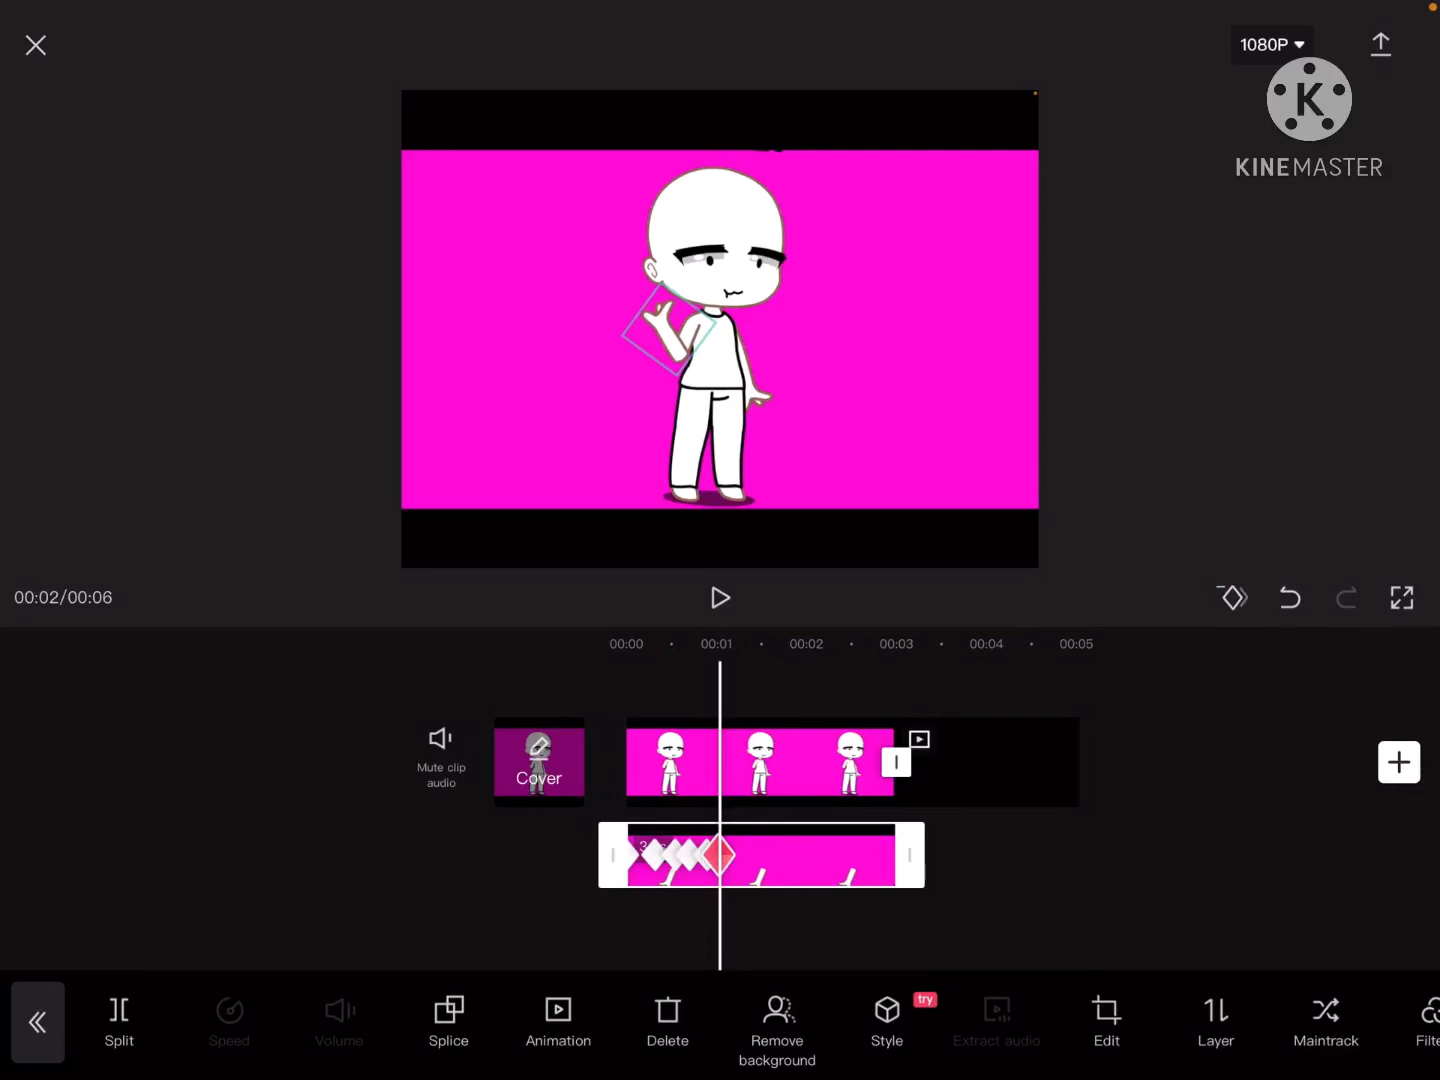 1080P
K
KINEMASTER
00:02/00:06
00:00
00:01
00:02
00:03
00:04
00:05
Mute clip
audio
Cover
Split
Speed
Volume
Splice
Animation
Delete
Remove
background
Style
try
Extract audio
Edit
Layer
Maintrack